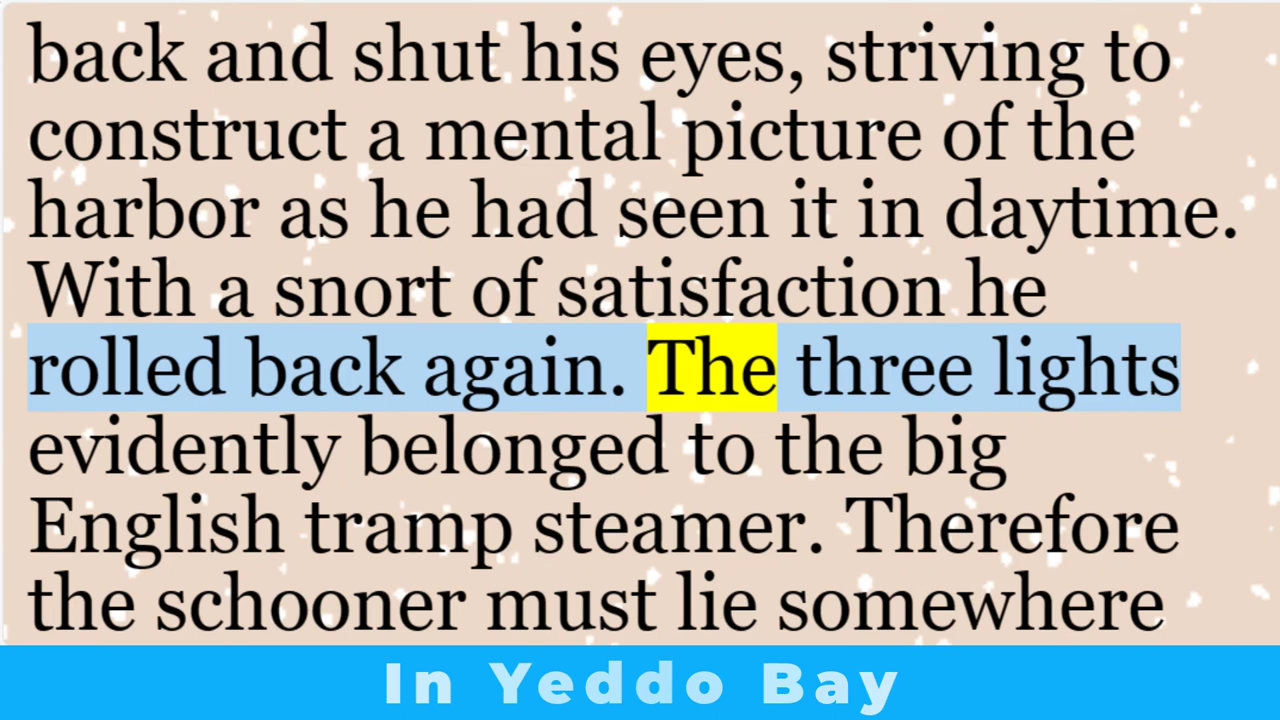 back and shut his eyes, striving to
construct a mental picture of the
harbor as he had seen it in daytime.
With a snort of satisfaction he
rolled back again. The three lights
evidently belonged to the big
English tramp steamer. Therefore
the schooner must lie somewhere
In Yeddo Bay